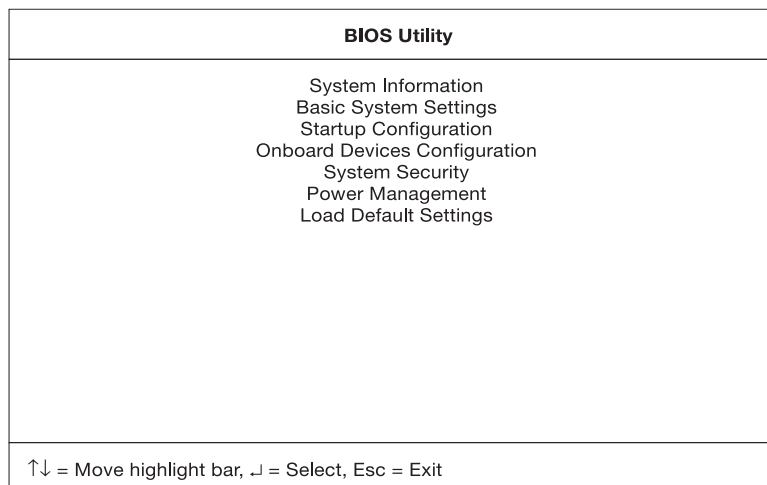 BIOS Utility
System Information
Basic System Settings
Startup Configuration
Onboard Devices Configuration
System Security
Power Management
Load Default Settings
↑↓ = Move highlight bar, ↵ = Select, Esc = Exit